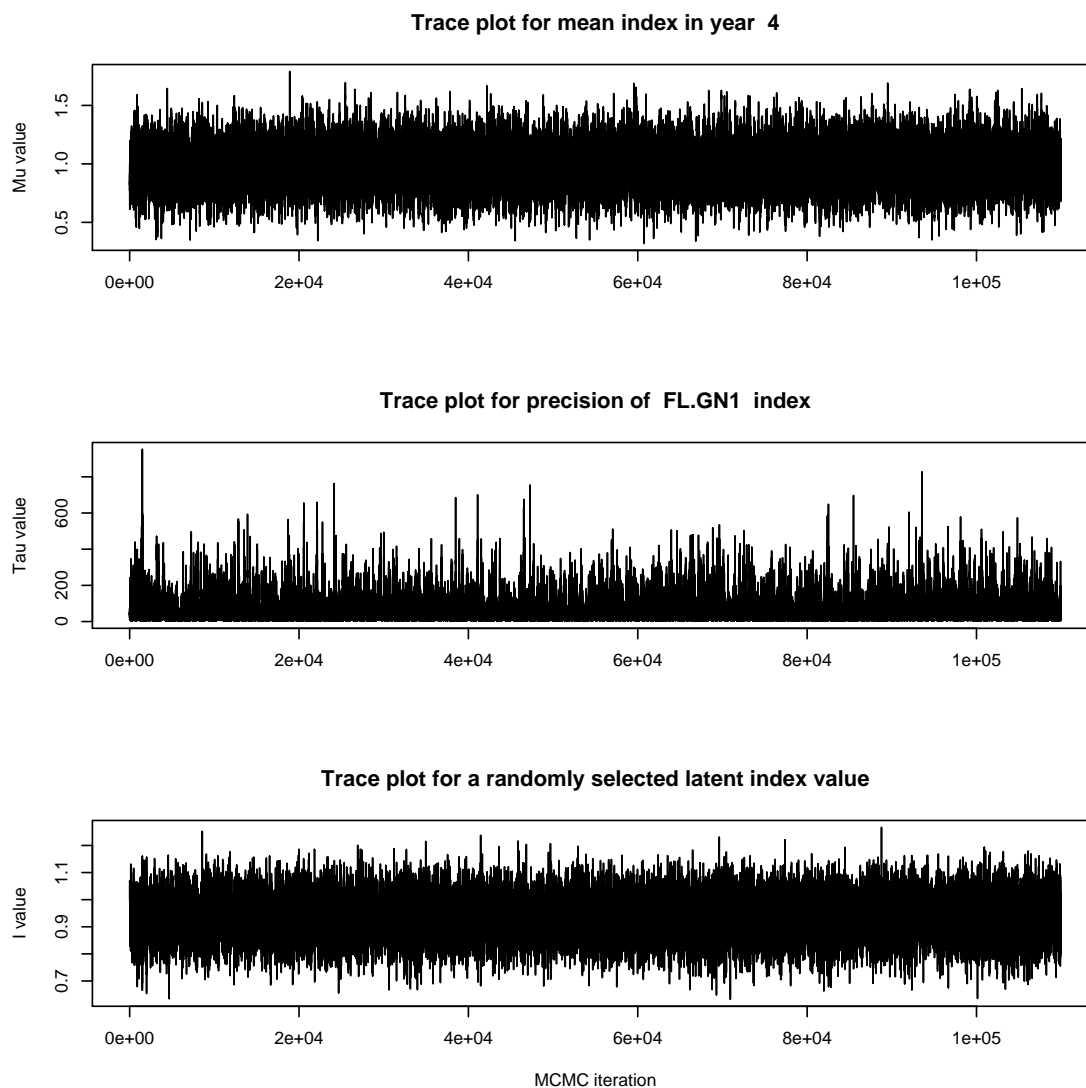 Trace plot for mean index in year  4
Mu value
1.5
1.0
0.5
0e+00 2e+04 4e+04 6e+04 8e+04 1e+05
Trace plot for precision of  FL.GN1  index
Tau value
600
200
0
0e+00 2e+04 4e+04 6e+04 8e+04 1e+05
Trace plot for a randomly selected latent index value
I value
1.1
0.9
0.7
0e+00 2e+04 4e+04 6e+04 8e+04 1e+05
MCMC iteration